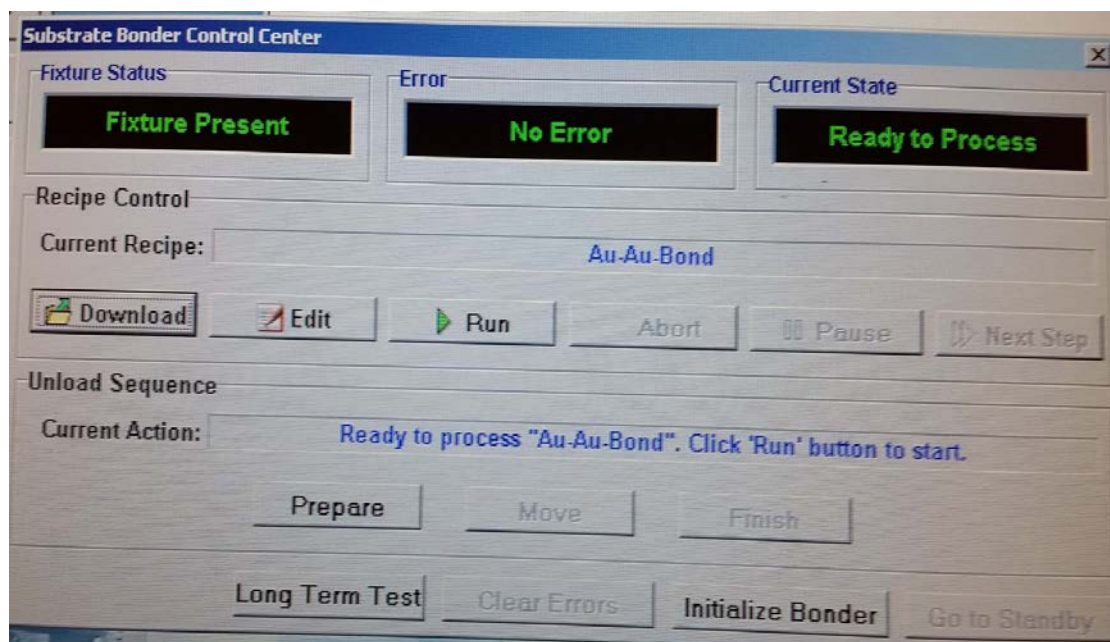 Substrate Bonder Control Center
Fixture Status
Error
Current State
Fixture Present
No Error
Ready to Process
Recipe Control
Current Recipe:
Au-Au-Bond
Download
Edit
Run
Abort
Pause
Next Step
Unload Sequence
Current Action:
Ready to process "Au-Au-Bond". Click 'Run' button to start.
Prepare
Move
Finish
Long Term Test
Clear Errors
Initialize Bonder
Go to Standby